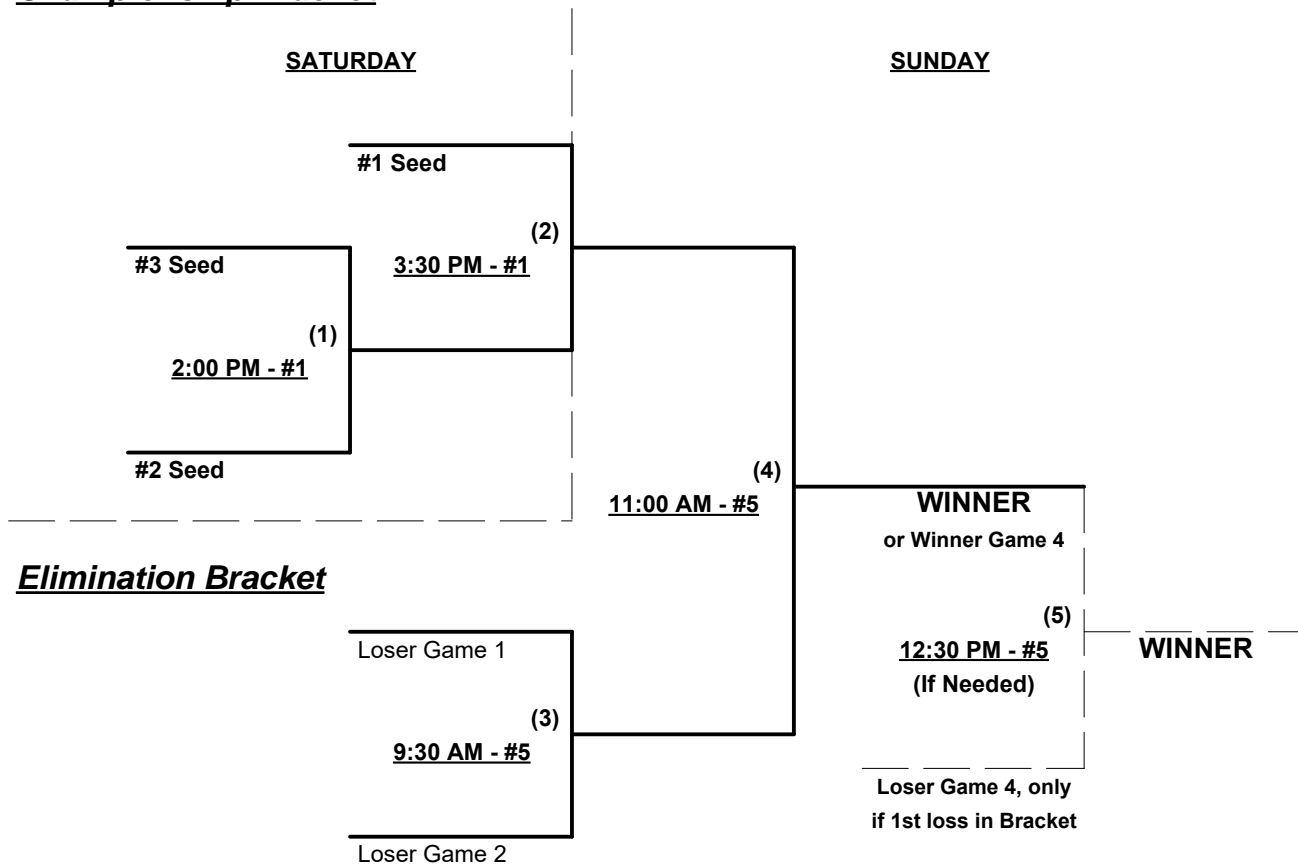 SATURDAY
SUNDAY
#1 Seed
(2)
#3 Seed
3:30 PM - #1
(1)
2:00 PM - #1
#2 Seed
(4)
11:00 AM - #5
WINNER
or Winner Game 4
Elimination Bracket
(5)
Loser Game 1
12:30 PM - #5
WINNER
(If Needed)
(3)
9:30 AM - #5
Loser Game 4, only
if 1st loss in Bracket
Loser Game 2